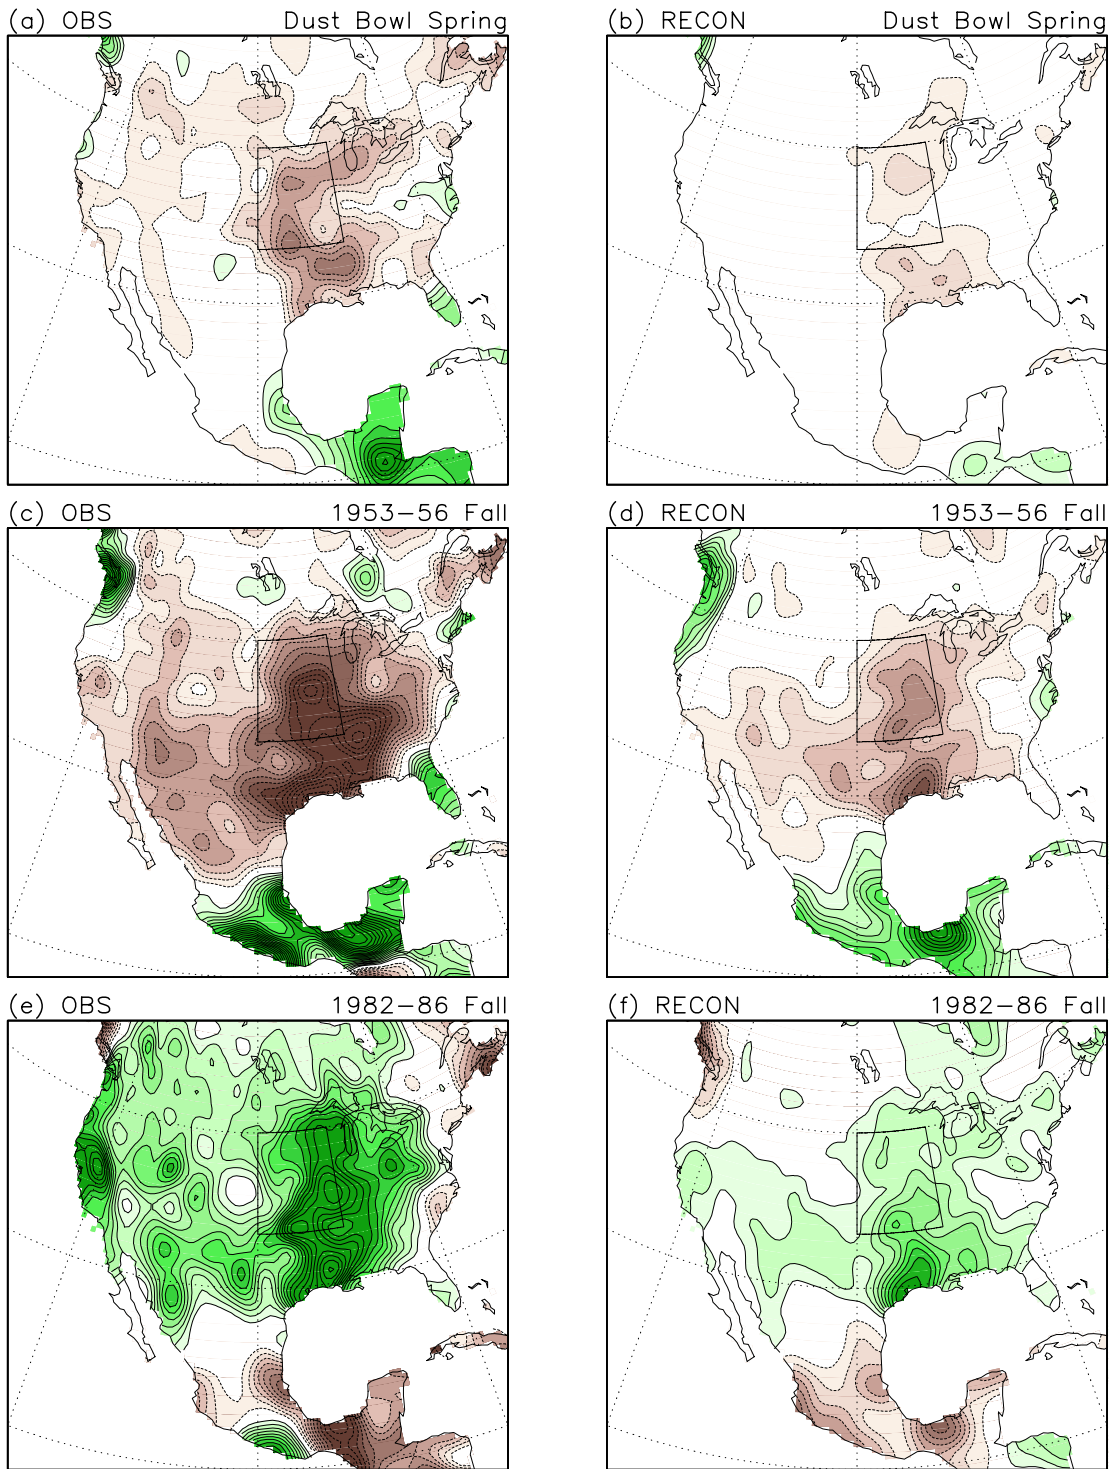 (a) OBS Dust Bowl Spring
(b) RECON Dust Bowl Spring
(c) OBS 1953-56 Fall
(d) RECON 1953-56 Fall
(e) OBS 1982-86 Fall
(f) RECON 1982-86 Fall